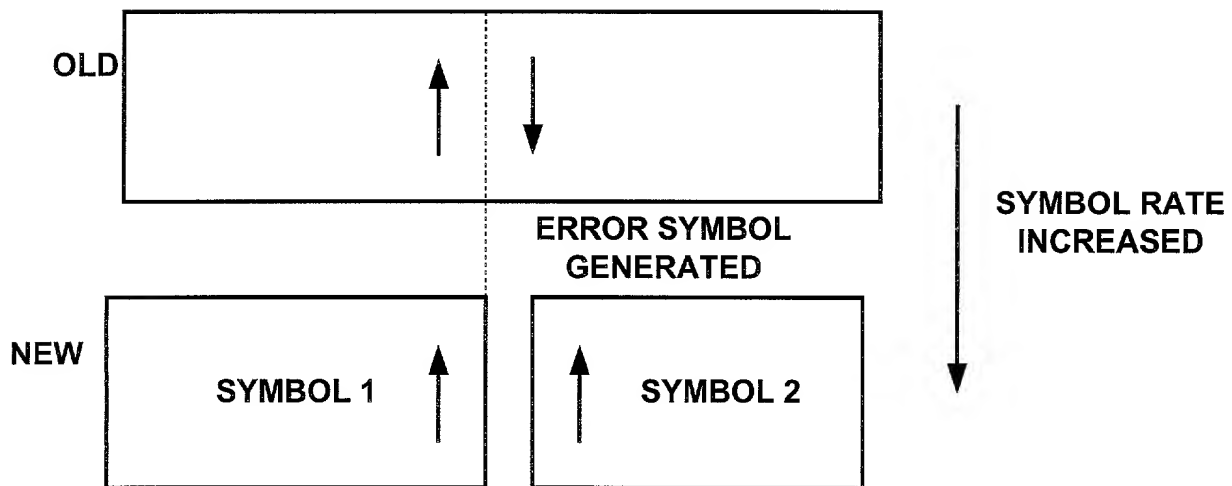 OLD
ERROR SYMBOL
GENERATED
SYMBOL RATE
INCREASED
NEW
SYMBOL 1
SYMBOL 2